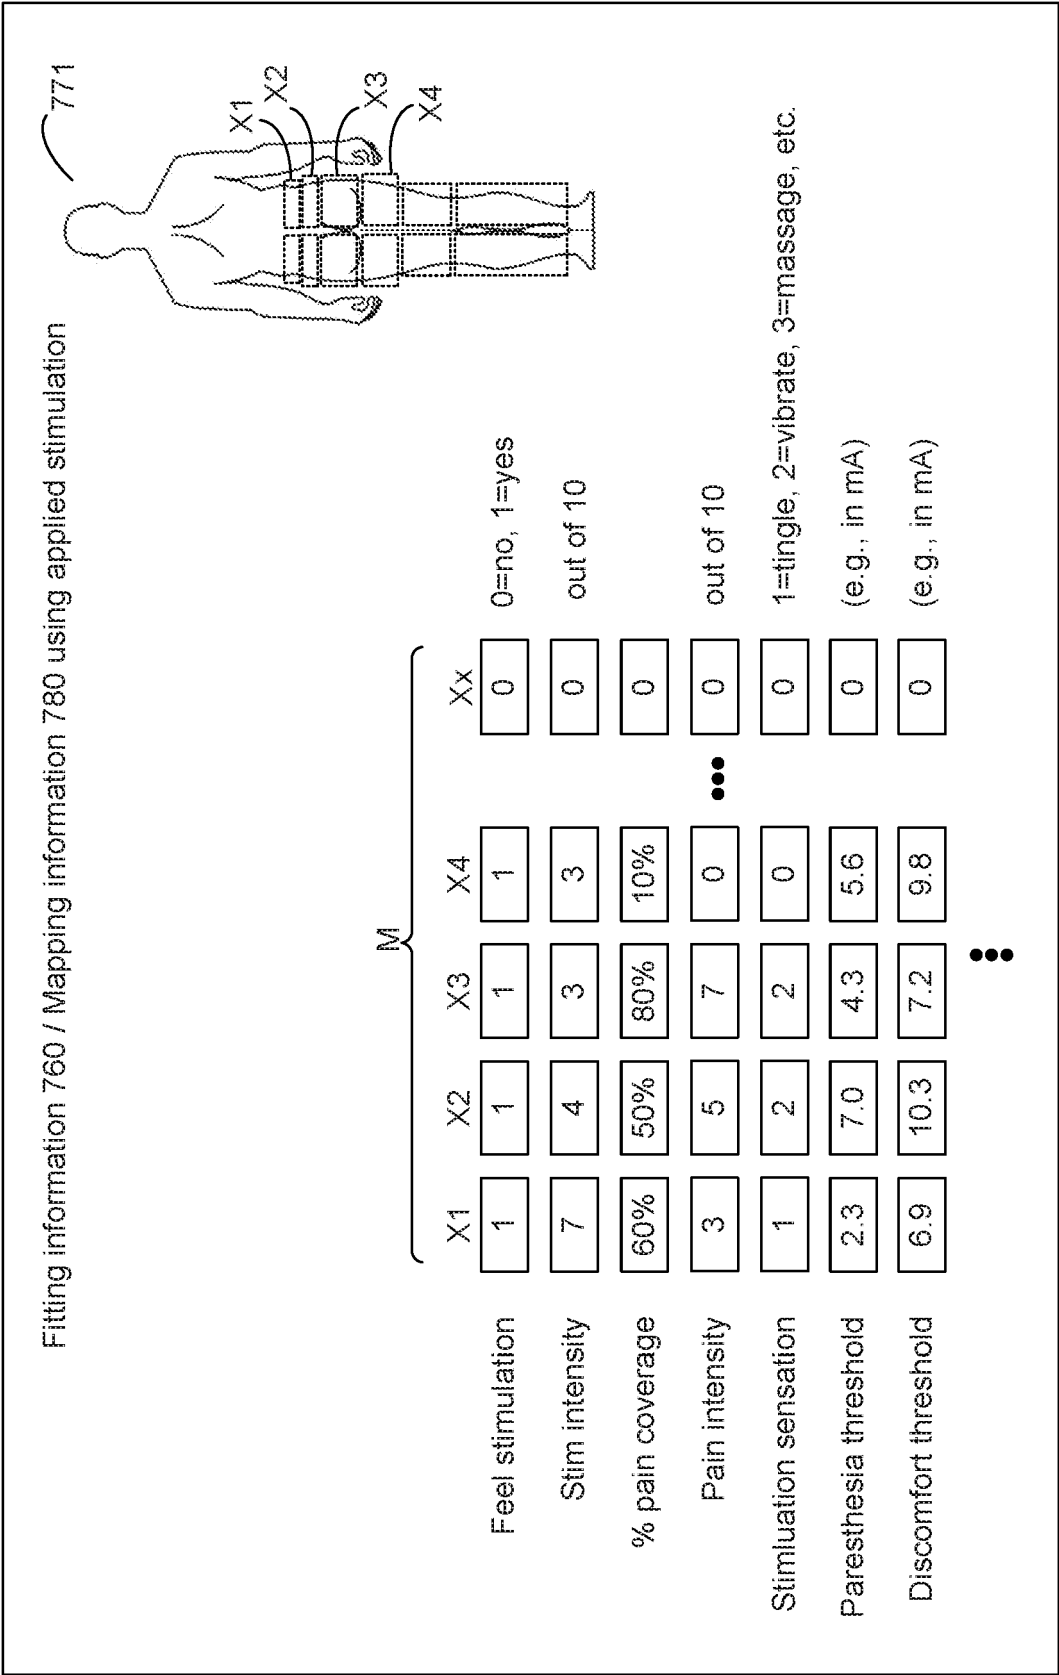 Fitting information 760 / Mapping information 780 using applied stimulation
771
X1
X2
X3
X4
M
X1 X2 X3 X4 Xx
Feel stimulation 1 1 1 1 0 0=no, 1=yes
Stim intensity 7 4 3 3 0 out of 10
% pain coverage 60% 50% 80% 10% 0
Pain intensity 3 5 7 0 0 out of 10
Stimluation sensation 1 2 2 0 0 1=tingle, 2=vibrate, 3=massage, etc.
Paresthesia threshold 2.3 7.0 4.3 5.6 0 (e.g., in mA)
Discomfort threshold 6.9 10.3 7.2 9.8 0 (e.g., in mA)